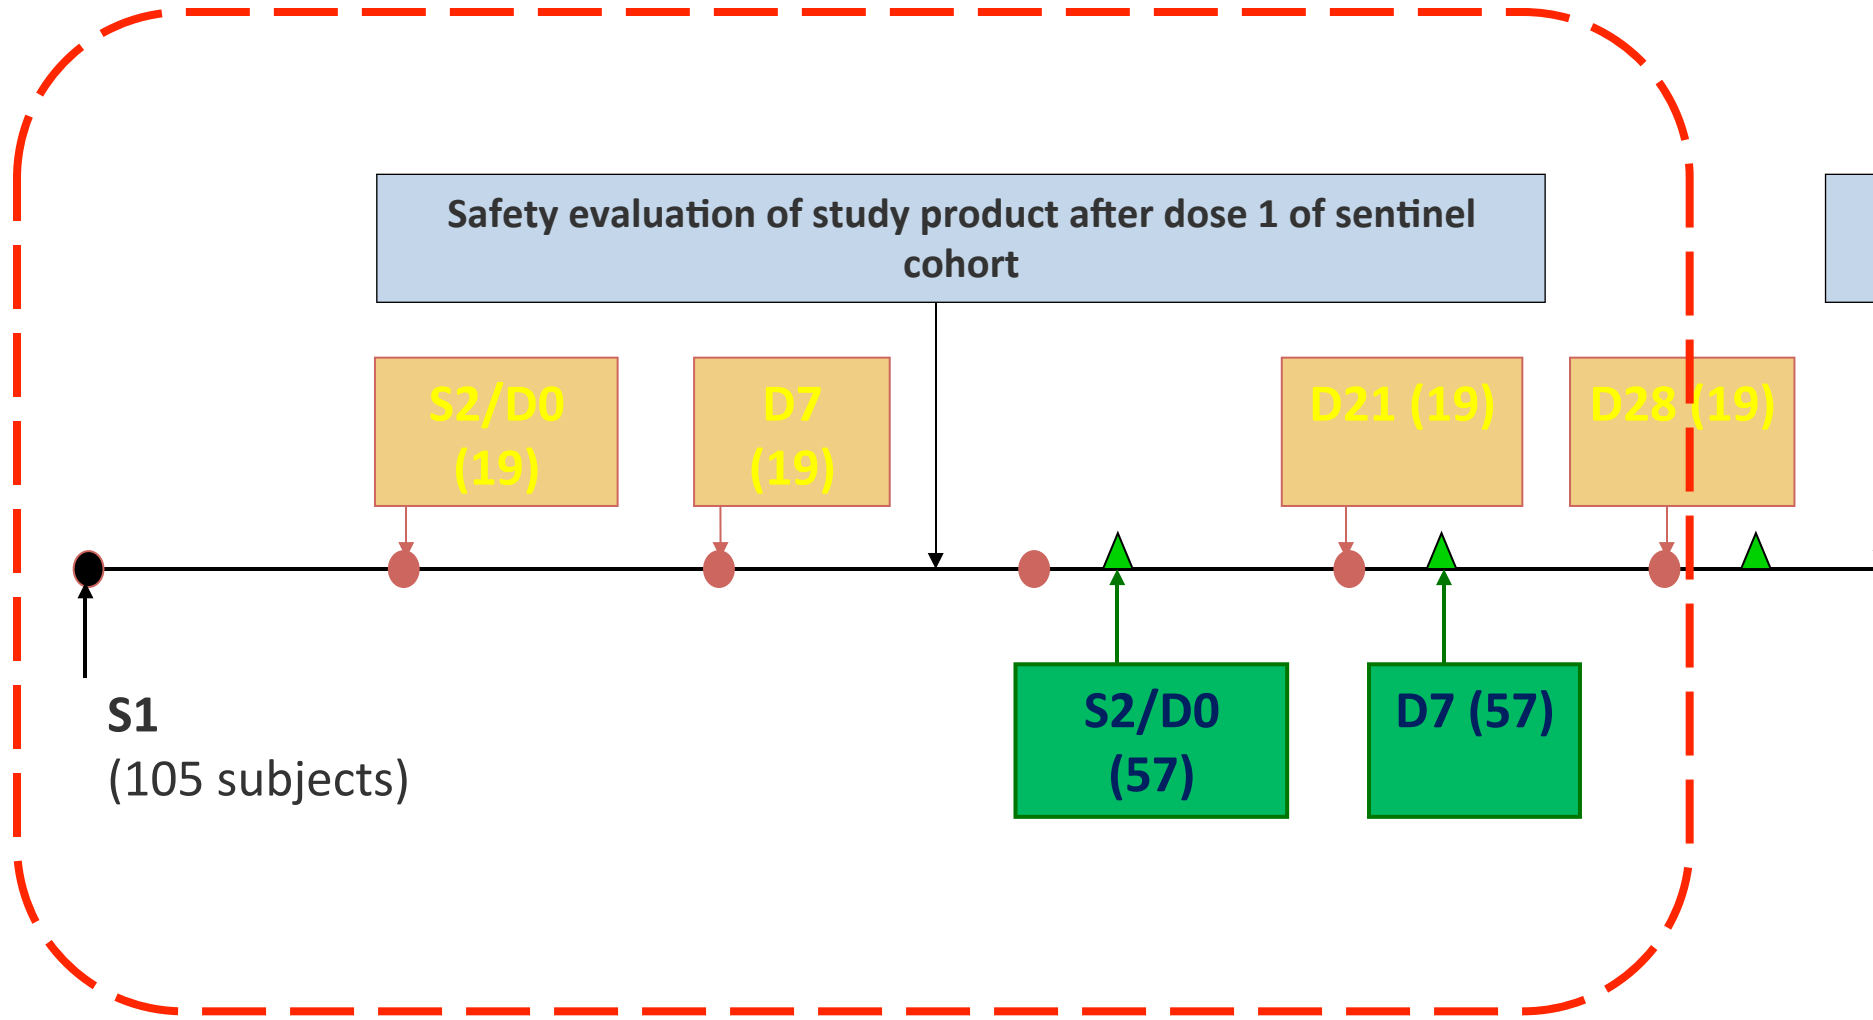 Safety evaluation of study product after dose 1 of sentinel
cohort
S2/D0
(19)
D7
(19)
D21 (19)
D28 (19)
S1
(105 subjects)
S2/D0
(57)
D7 (57)